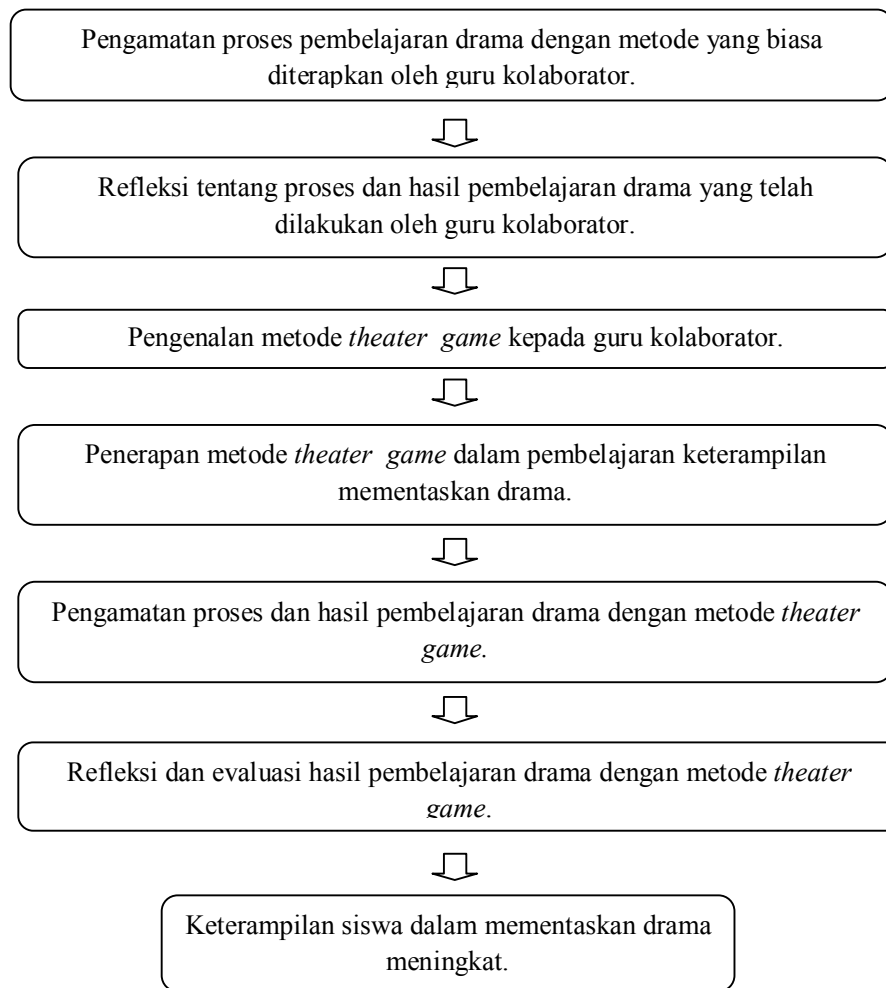 Pengamatan proses pembelajaran drama dengan metode yang biasa
diterapkan oleh guru kolaborator.
Refleksi tentang proses dan hasil pembelajaran drama yang telah
dilakukan oleh guru kolaborator.
Pengenalan metode theater game kepada guru kolaborator.
Penerapan metode theater game dalam pembelajaran keterampilan
mementaskan drama.
Pengamatan proses dan hasil pembelajaran drama dengan metode theater
game.
Refleksi dan evaluasi hasil pembelajaran drama dengan metode theater
game.
Keterampilan siswa dalam mementaskan drama
meningkat.